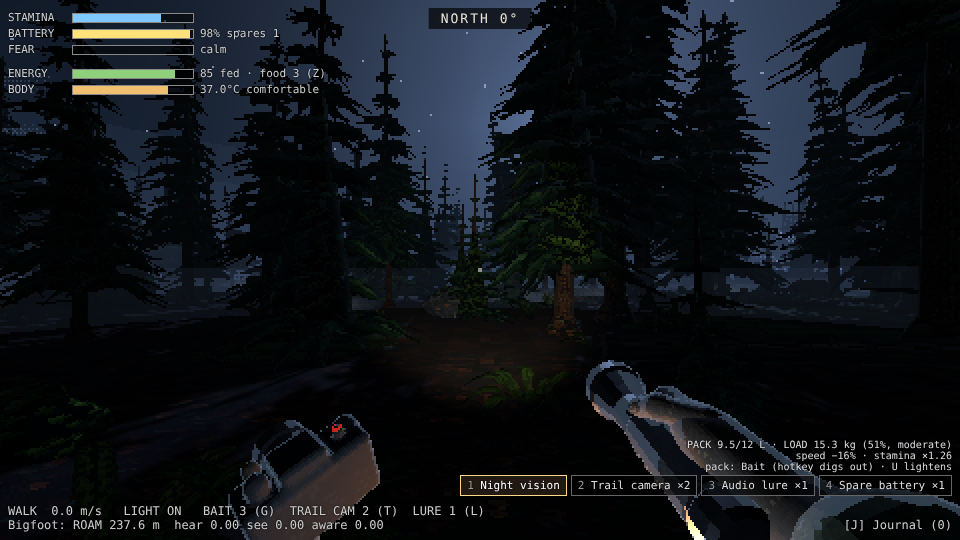 STAMINA
BATTERY 98% spares 1
FEAR calm
ENERGY 85 fed · food 3 (Z)
BODY 37.0°C comfortable
NORTH 0°
PACK 9.5/12 L · LOAD 15.3 kg (51%, moderate)
speed −16% · stamina ×1.26
pack: Bait (hotkey digs out) · U lightens
1 Night vision 2 Trail camera ×2 3 Audio lure ×1 4 Spare battery ×1
WALK 0.0 m/s LIGHT ON BAIT 3 (G) TRAIL CAM 2 (T) LURE 1 (L)
Bigfoot: ROAM 237.6 m hear 0.00 see 0.00 aware 0.00
[J] Journal (0)